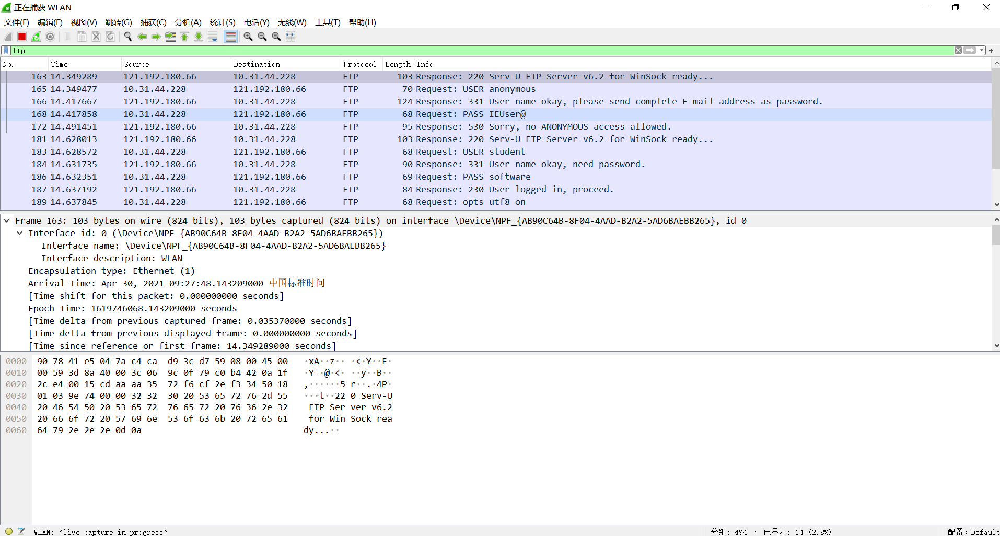 正在捕获 WLAN
文件(F) 编辑(E) 视图(V) 跳转(G) 捕获(C) 分析(A) 统计(S) 电话(Y) 无线(W) 工具(T) 帮助(H)
ftp
No. Time Source Destination Protocol Length Info
163 14.349289 121.192.180.66 10.31.44.228 FTP 103 Response: 220 Serv-U FTP Server v6.2 for WinSock ready...
165 14.349477 10.31.44.228 121.192.180.66 FTP 70 Request: USER anonymous
166 14.417667 121.192.180.66 10.31.44.228 FTP 124 Response: 331 User name okay, please send complete E-mail address as password.
168 14.417858 10.31.44.228 121.192.180.66 FTP 68 Request: PASS IEUser@
172 14.491451 121.192.180.66 10.31.44.228 FTP 95 Response: 530 Sorry, no ANONYMOUS access allowed.
181 14.628013 121.192.180.66 10.31.44.228 FTP 103 Response: 220 Serv-U FTP Server v6.2 for WinSock ready...
183 14.628572 10.31.44.228 121.192.180.66 FTP 68 Request: USER student
184 14.631735 121.192.180.66 10.31.44.228 FTP 90 Response: 331 User name okay, need password.
186 14.632351 10.31.44.228 121.192.180.66 FTP 69 Request: PASS software
187 14.637192 121.192.180.66 10.31.44.228 FTP 84 Response: 230 User logged in, proceed.
189 14.637845 10.31.44.228 121.192.180.66 FTP 68 Request: opts utf8 on
Frame 163: 103 bytes on wire (824 bits), 103 bytes captured (824 bits) on interface \Device\NPF_{AB90C64B-8F04-4AAD-B2A2-5AD6BAEBB265}, id 0
Interface id: 0 (\Device\NPF_{AB90C64B-8F04-4AAD-B2A2-5AD6BAEBB265})
Interface name: \Device\NPF_{AB90C64B-8F04-4AAD-B2A2-5AD6BAEBB265}
Interface description: WLAN
Encapsulation type: Ethernet (1)
Arrival Time: Apr 30, 2021 09:27:48.143209000 中国标准时间
[Time shift for this packet: 0.000000000 seconds]
Epoch Time: 1619746068.143209000 seconds
[Time delta from previous captured frame: 0.035370000 seconds]
[Time delta from previous displayed frame: 0.000000000 seconds]
[Time since reference or first frame: 14.349289000 seconds]
0000 90 78 41 e5 04 7a c4 ca d9 3c d7 59 08 00 45 00 ·xA··z·· ·<·Y··E·
0010 00 59 3d 8a 40 00 3c 06 9c 0f 79 c0 b4 42 0a 1f ·Y=·@·<· ··y··B··
0020 2c e4 00 15 cd aa aa 35 72 f6 cf 2e f3 34 50 18 ,······5 r··.·4P·
0030 01 03 9e 74 00 00 32 32 30 20 53 65 72 76 2d 55 ···t··22 0 Serv-U
0040 20 46 54 50 20 53 65 72 76 65 72 20 76 36 2e 32 FTP Ser ver v6.2
0050 20 66 6f 72 20 57 69 6e 53 6f 63 6b 20 72 65 61 for Win Sock rea
0060 64 79 2e 2e 2e 0d 0a dy...··
WLAN: <live capture in progress> 分组: 494 · 已显示: 14 (2.8%) 配置: Default